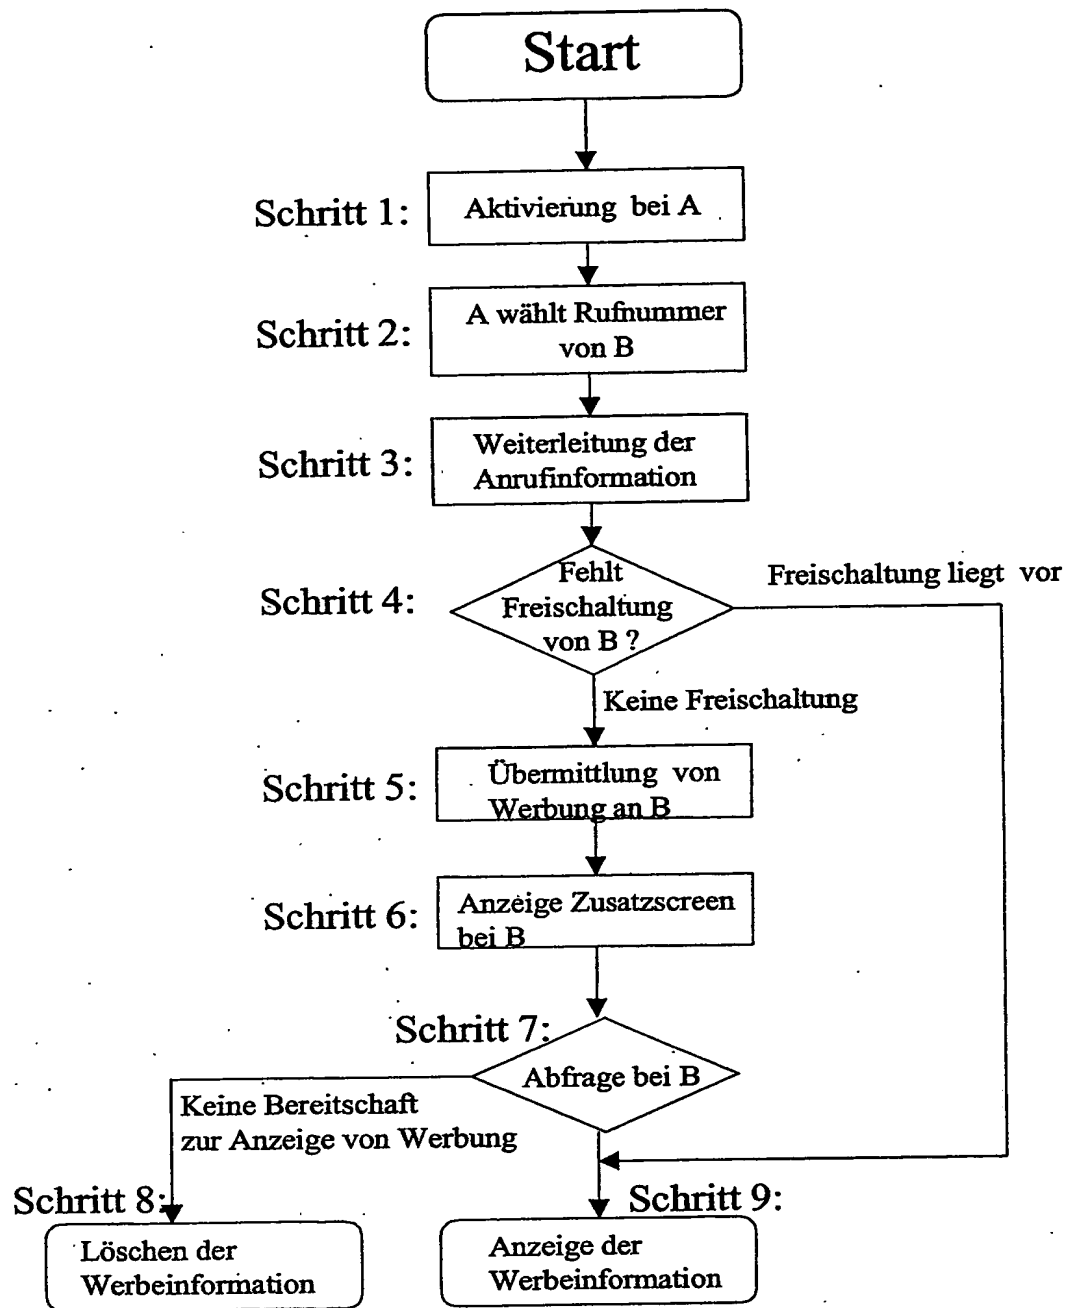 Start
Schritt 1:
Aktivierung bei A
Schritt 2:
A wählt Rufnummer
von B
Schritt 3:
Weiterleitung der
Anrufinformation
Schritt 4:
Fehlt
Freischaltung
von B ?
Freischaltung liegt vor
Keine Freischaltung
Schritt 5:
Übermittlung von
Werbung an B
Schritt 6:
Anzeige Zusatzscreen
bei B
Schritt 7:
Abfrage bei B
Keine Bereitschaft
zur Anzeige von Werbung
Schritt 8:
Löschen der
Werbeinformation
Schritt 9:
Anzeige der
Werbeinformation